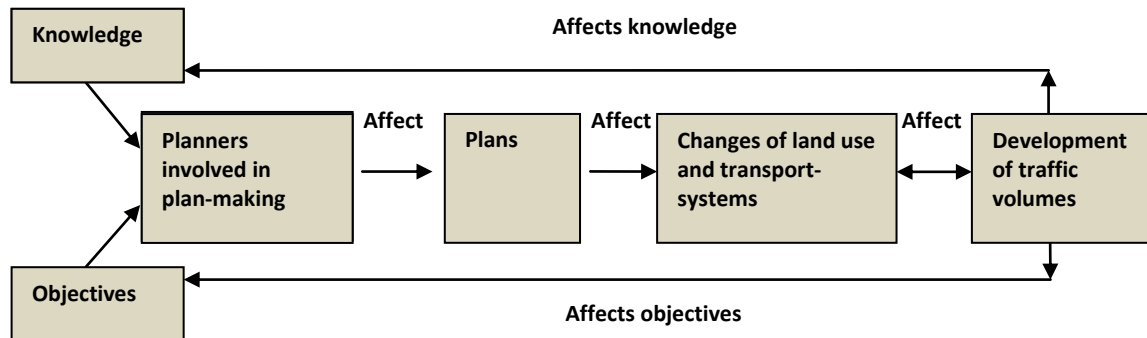 Knowledge
Affects knowledge
Planners
involved in
plan-making
Affect
Plans
Affect
Changes of land use
and transport-
systems
Affect
Development
of traffic
volumes
Objectives
Affects objectives